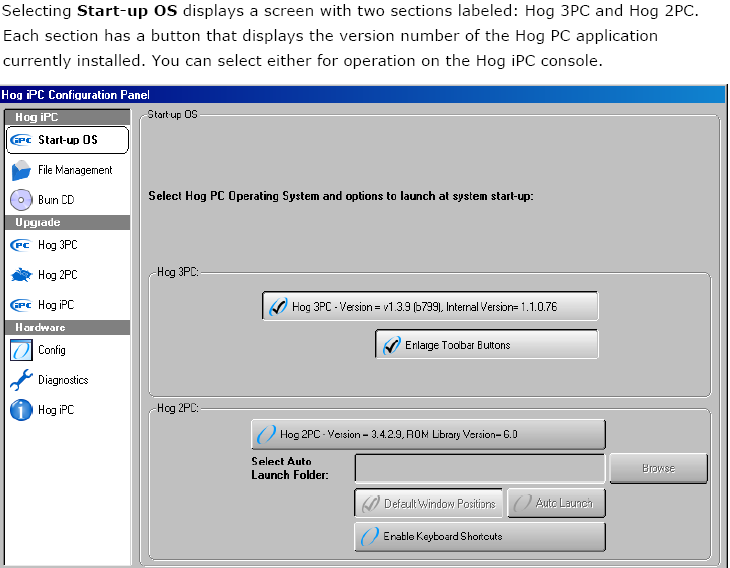 Selecting Start-up OS displays a screen with two sections labeled: Hog 3PC and Hog 2PC.
Each section has a button that displays the version number of the Hog PC application
currently installed. You can select either for operation on the Hog iPC console.
Hog iPC Configuration Panel
Hog iPC
iPC Start-up OS
File Management
Burn CD
Upgrade
PC Hog 3PC
Hog 2PC
iPC Hog iPC
Hardware
Config
Diagnostics
Hog iPC
Start-up OS
Select Hog PC Operating System and options to launch at system start-up:
Hog 3PC:
Hog 3PC - Version = v1.3.9 (b799), Internal Version= 1.1.0.76
Enlarge Toolbar Buttons
Hog 2PC:
Hog 2PC - Version = 3.4.2.9, ROM Library Version= 6.0
Select Auto
Launch Folder:
Browse
Default Window Positions
Auto Launch
Enable Keyboard Shortcuts